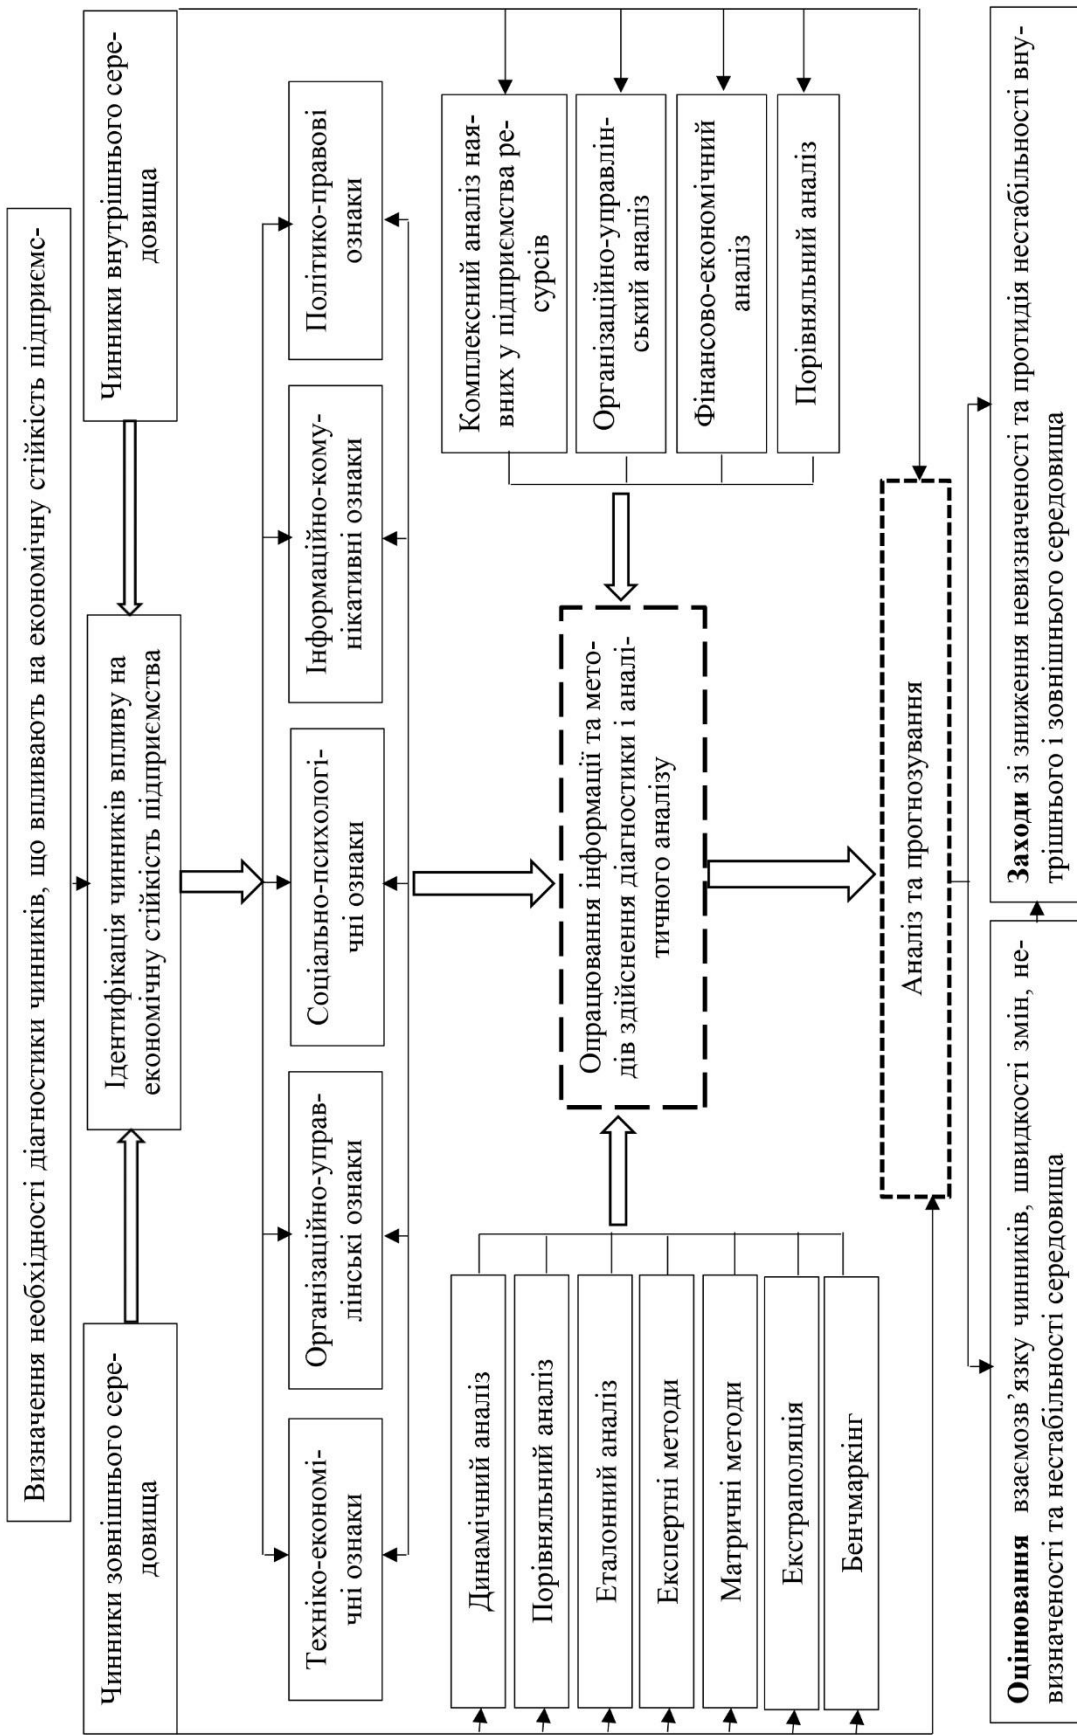 Визначення необхідності діагностики чинників, що впливають на економічну стійкість підприємс-
Чинники зовнішнього сере-
довища
Ідентифікація чинників впливу на
економічну стійкість підприємства
Чинники внутрішнього сере-
довища
Техніко-економі-
чні ознаки
Організаційно-управ-
лінські ознаки
Соціально-психологі-
чні ознаки
Інформаційно-кому-
нікативні ознаки
Політико-правові
ознаки
Динамічний аналіз
Порівняльний аналіз
Еталонний аналіз
Експертні методи
Матричні методи
Екстраполяція
Бенчмаркінг
Опрацювання інформації та мето-
дів здійснення діагностики і аналі-
тичного аналізу
Комплексний аналіз ная-
вних у підприємства ре-
сурсів
Організаційно-управлін-
ський аналіз
Фінансово-економічний
аналіз
Порівняльний аналіз
Аналіз та прогнозування
Оцінювання взаємозв’язку чинників, швидкості змін, не-
визначеності та нестабільності середовища
Заходи зі зниження невизначеності та протидія нестабільності вну-
трішнього і зовнішнього середовища